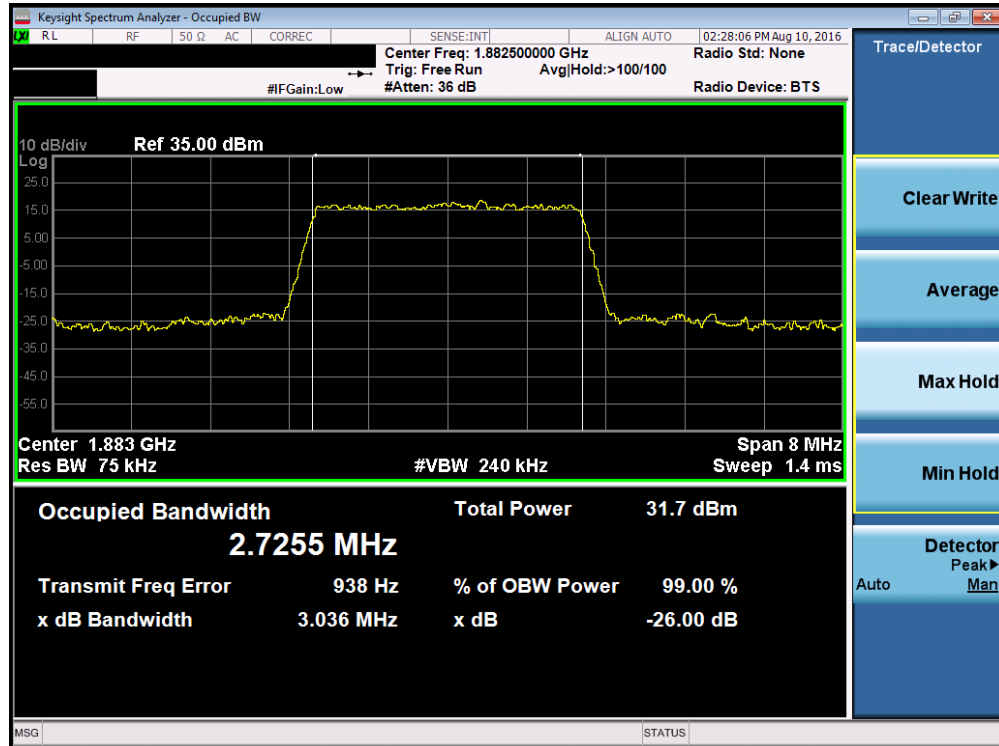 Keysight Spectrum Analyzer - Occupied BW
LXI RL RF 50 Ω AC CORREC SENSE:INT ALIGN AUTO 02:28:06 PM Aug 10, 2016
Center Freq: 1.882500000 GHz Radio Std: None
Trig: Free Run Avg|Hold:>100/100
#IFGain:Low #Atten: 36 dB Radio Device: BTS
10 dB/div Ref 35.00 dBm
Log
25.0
15.0
5.00
-5.00
-15.0
-25.0
-35.0
-45.0
-55.0
Center 1.883 GHz Span 8 MHz
Res BW 75 kHz #VBW 240 kHz Sweep 1.4 ms
Occupied Bandwidth Total Power 31.7 dBm
2.7255 MHz
Transmit Freq Error 938 Hz % of OBW Power 99.00 %
x dB Bandwidth 3.036 MHz x dB -26.00 dB
Trace/Detector
Clear Write
Average
Max Hold
Min Hold
Detector
Peak▶
Auto Man
MSG STATUS